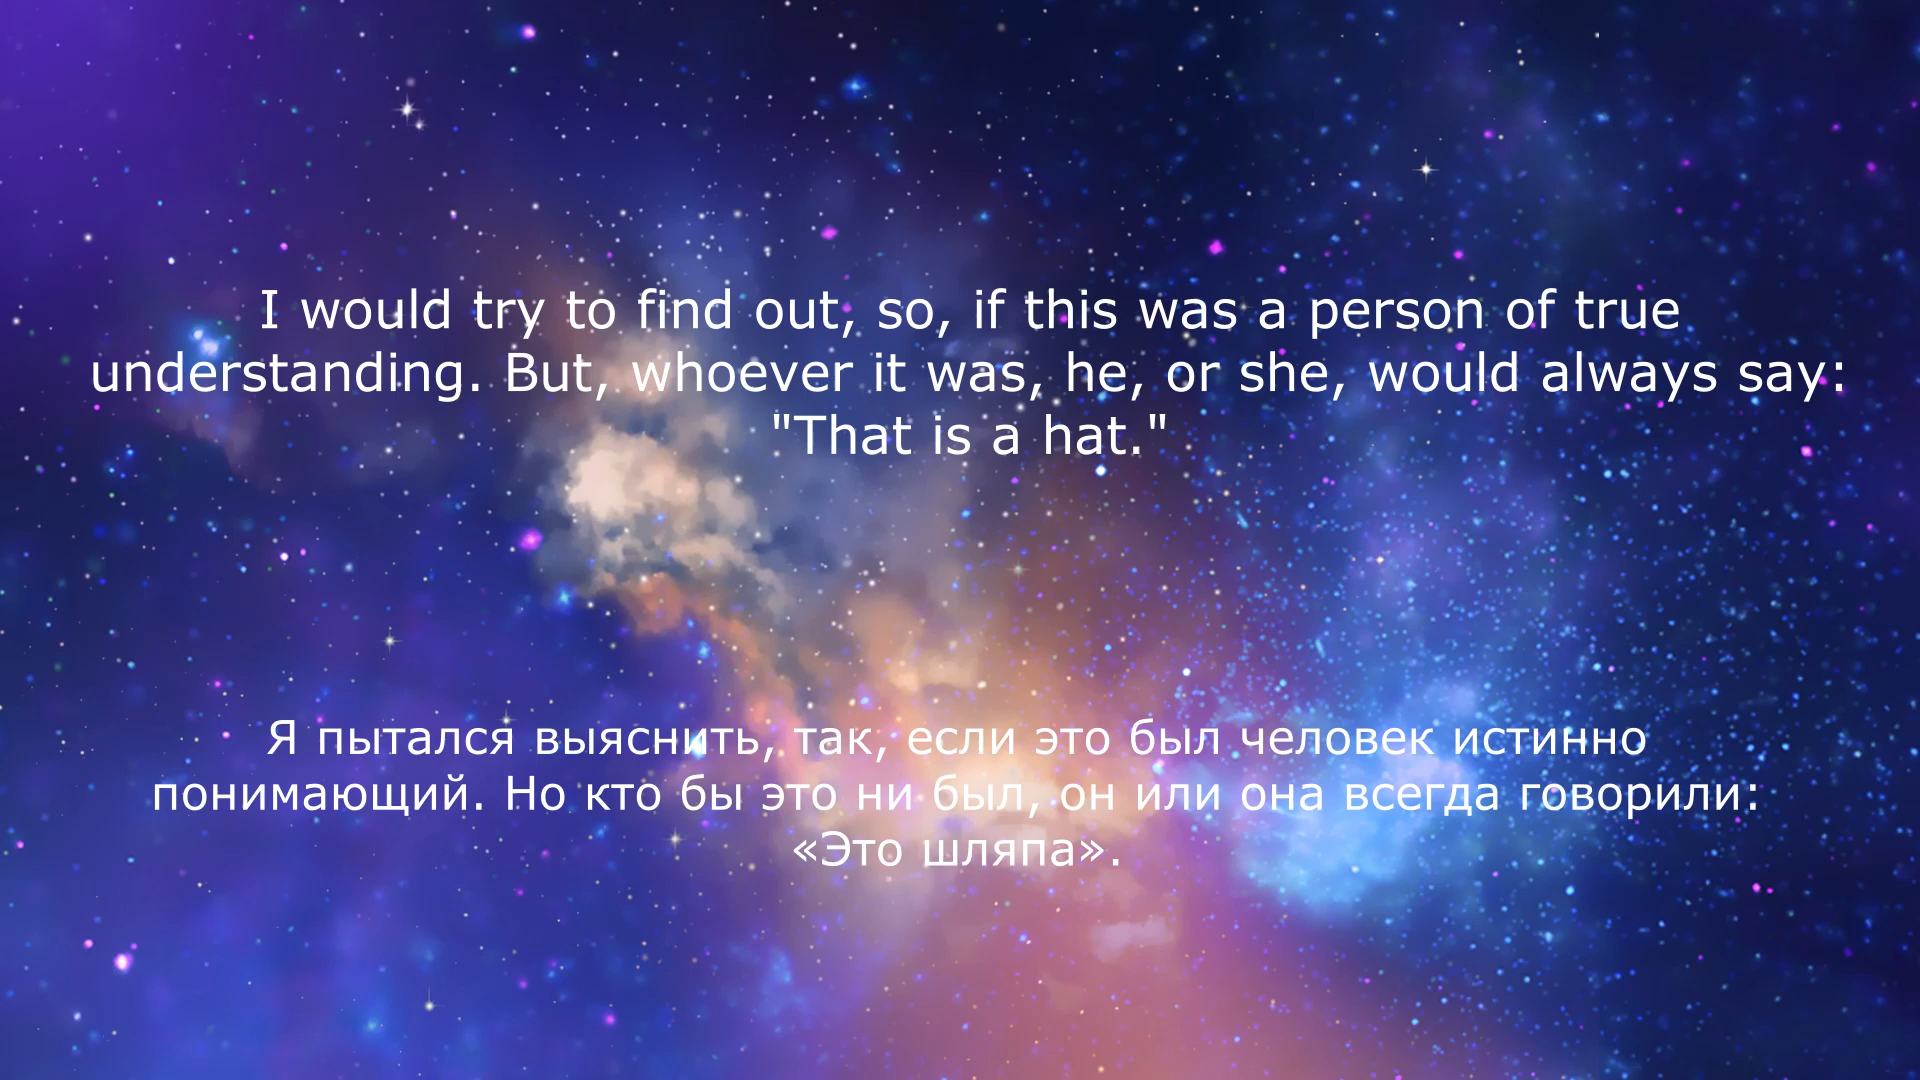 I would try to find out, so, if this was a person of true
understanding. But, whoever it was, he, or she, would always say:
"That is a hat."
Я пытался выяснить, так, если это был человек истинно
понимающий. Но кто бы это ни был, он или она всегда говорили:
«Это шляпа».